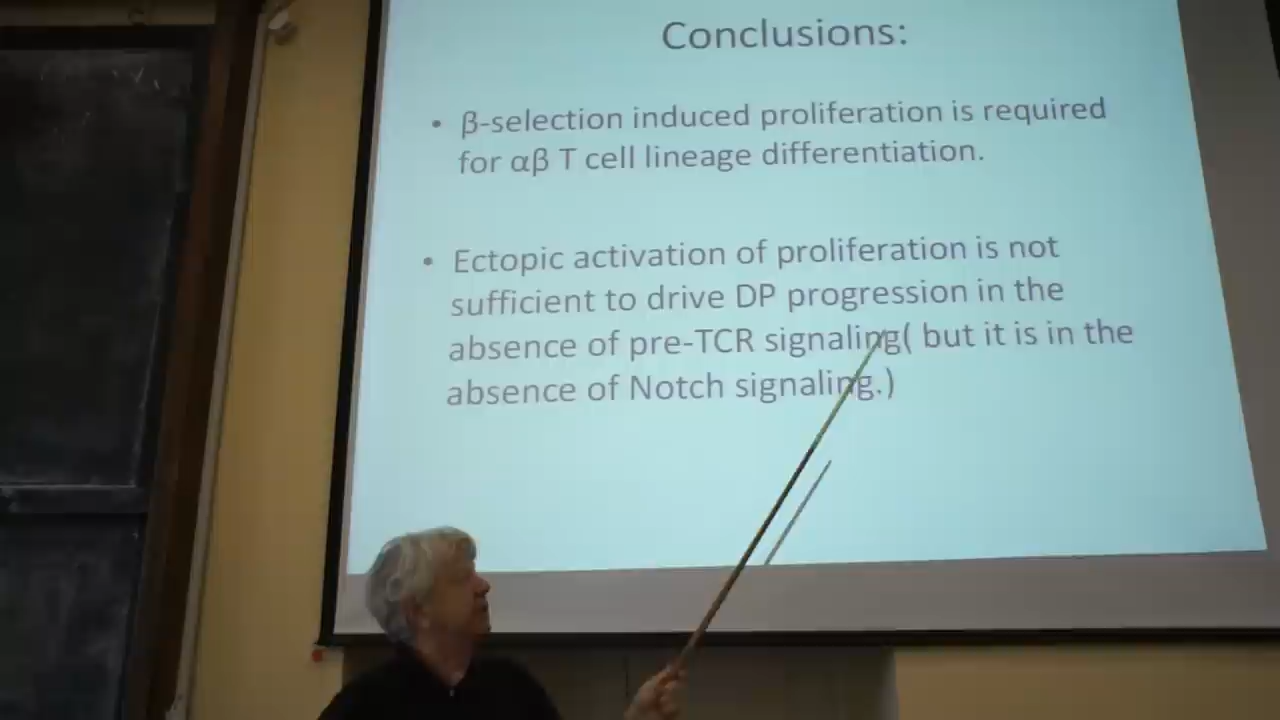 Conclusions:
• β-selection induced proliferation is required
for αβ T cell lineage differentiation.
• Ectopic activation of proliferation is not
sufficient to drive DP progression in the
absence of pre-TCR signaling( but it is in the
absence of Notch signaling.)